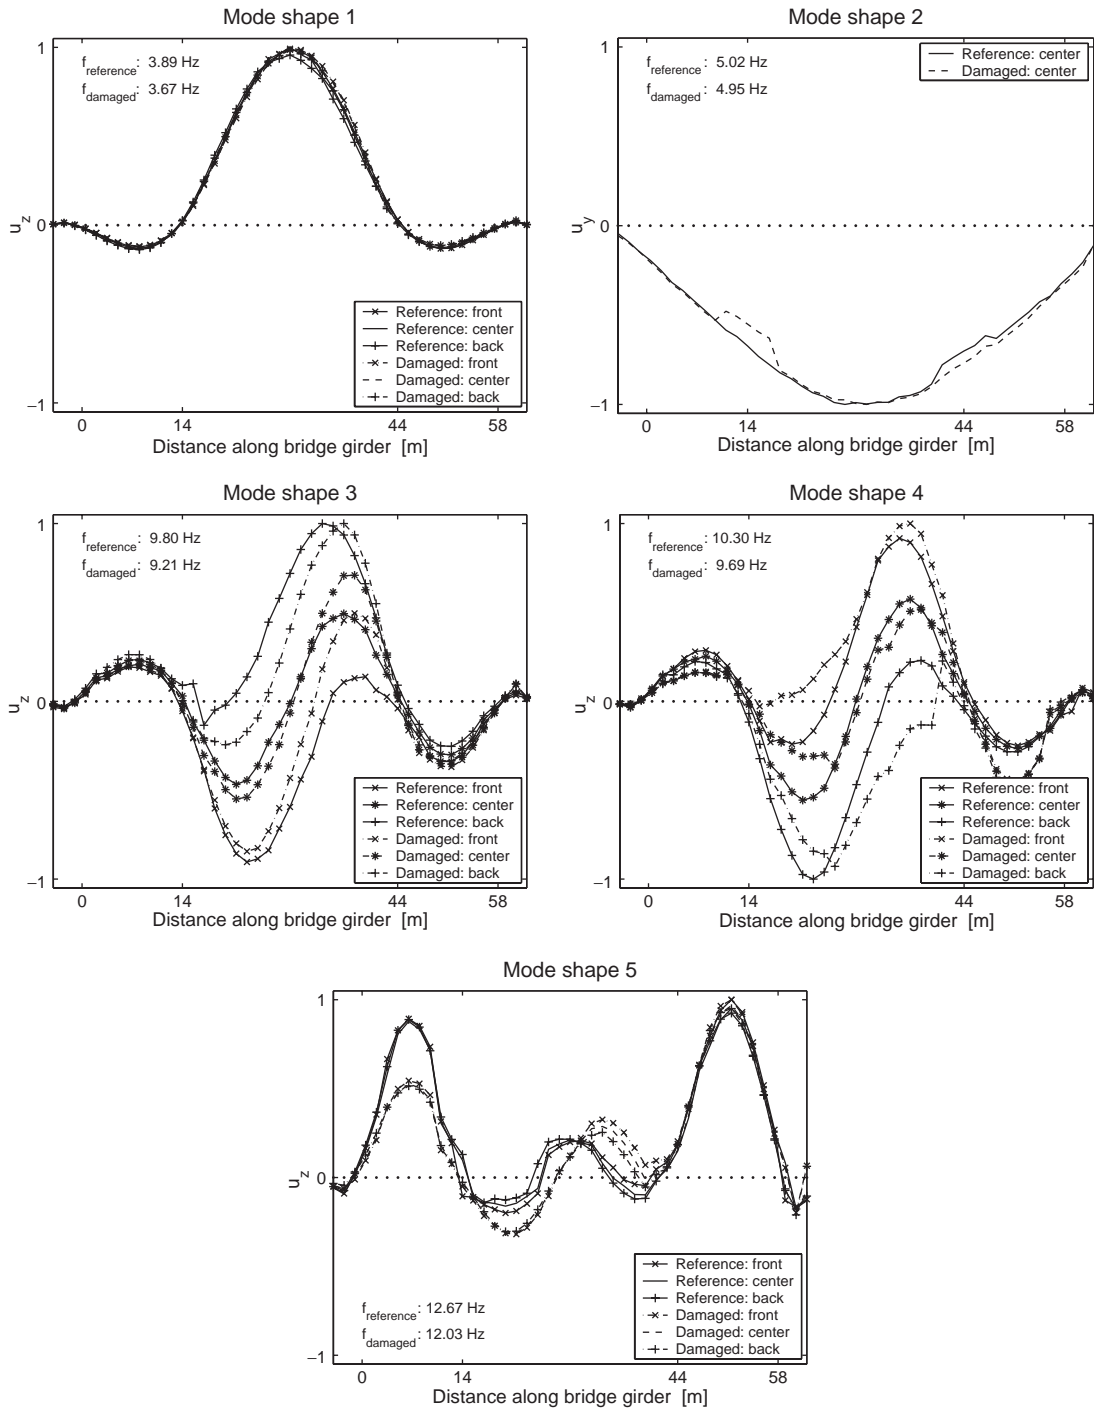 Mode shape 1
f_reference: 3.89 Hz
f_damaged: 3.67 Hz
1
0
−1
u_z
Reference: front
Reference: center
Reference: back
Damaged: front
Damaged: center
Damaged: back
0 14 44 58
Distance along bridge girder [m]
Mode shape 2
f_reference: 5.02 Hz
f_damaged: 4.95 Hz
Reference: center
Damaged: center
1
0
−1
u_y
0 14 44 58
Distance along bridge girder [m]
Mode shape 3
f_reference: 9.80 Hz
f_damaged: 9.21 Hz
1
0
−1
u_z
Reference: front
Reference: center
Reference: back
Damaged: front
Damaged: center
Damaged: back
0 14 44 58
Distance along bridge girder [m]
Mode shape 4
f_reference: 10.30 Hz
f_damaged: 9.69 Hz
1
0
−1
u_z
Reference: front
Reference: center
Reference: back
Damaged: front
Damaged: center
Damaged: back
0 14 44 58
Distance along bridge girder [m]
Mode shape 5
1
0
−1
u_z
Reference: front
Reference: center
Reference: back
Damaged: front
Damaged: center
Damaged: back
f_reference: 12.67 Hz
f_damaged: 12.03 Hz
0 14 44 58
Distance along bridge girder [m]